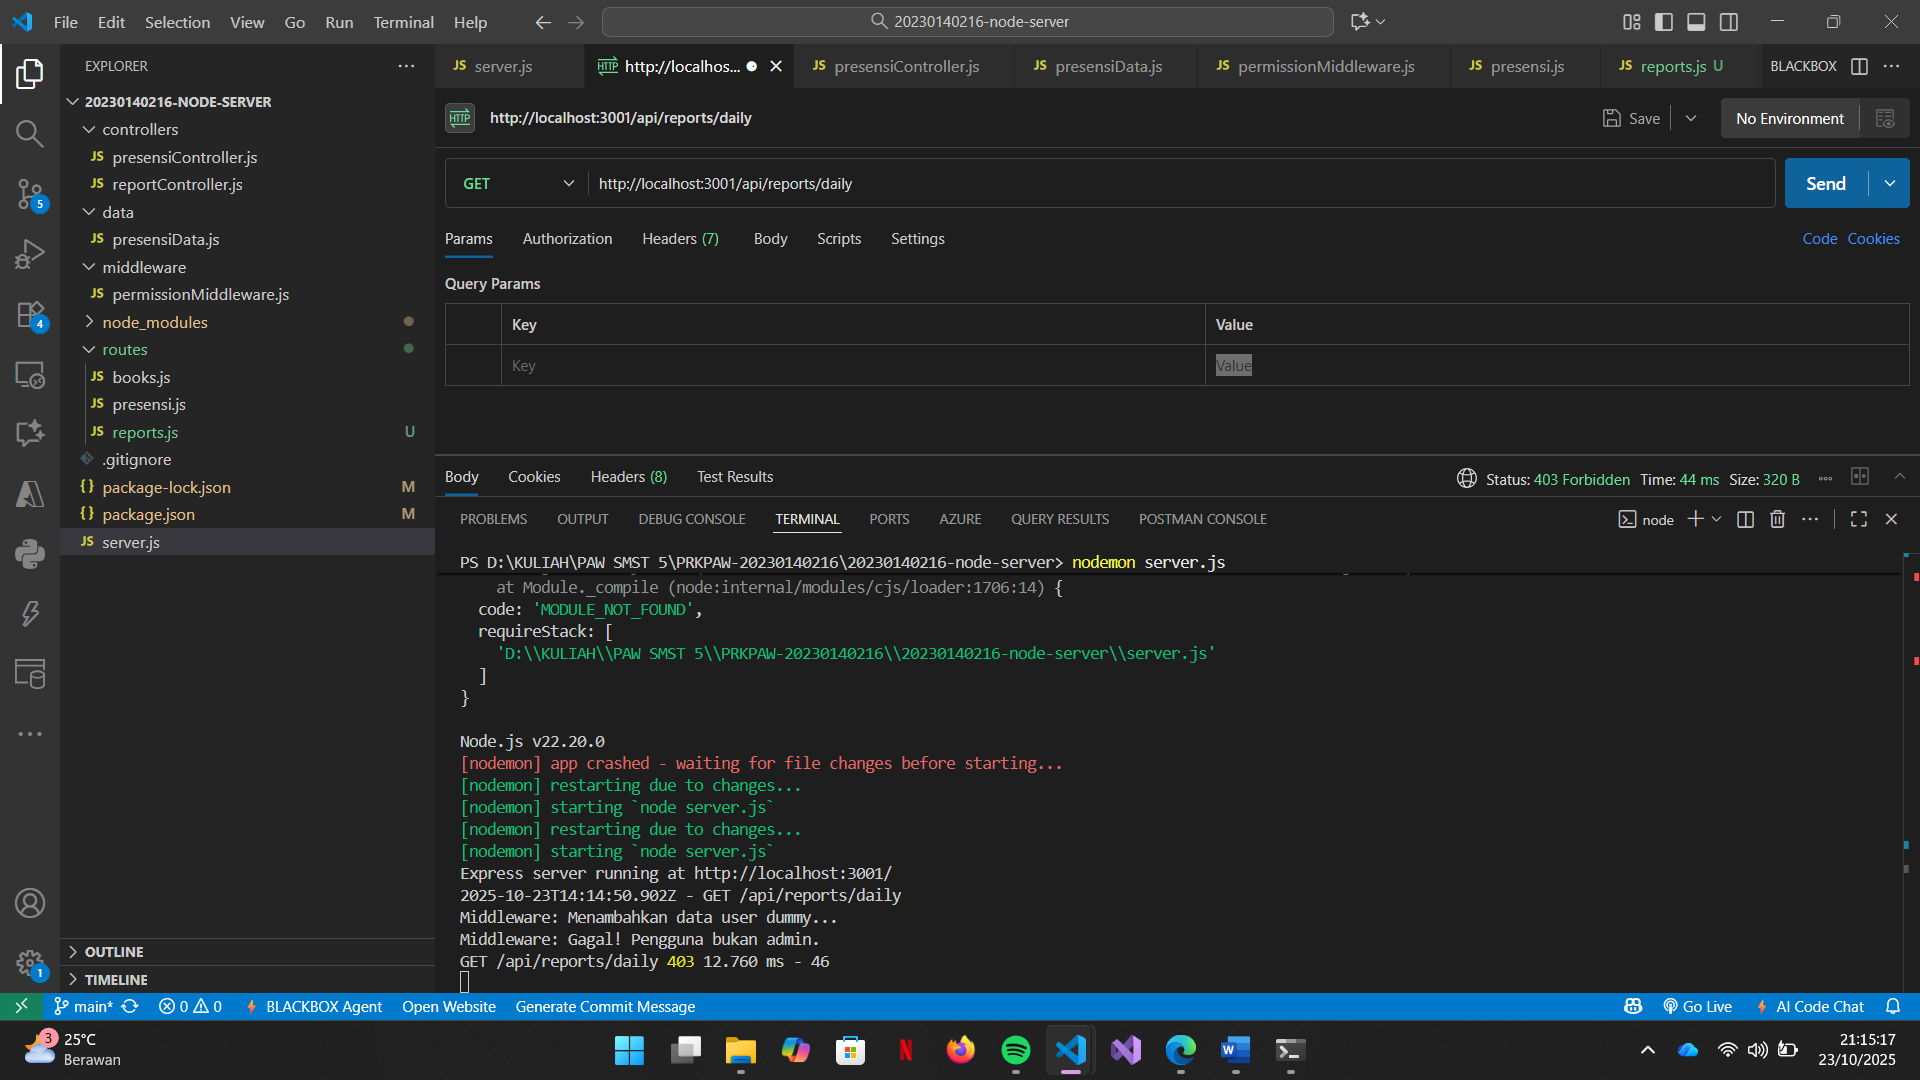 File Edit Selection View Go Run Terminal Help
20230140216-node-server
EXPLORER
JS server.js
HTTP http://localhos...
JS presensiController.js
JS presensiData.js
JS permissionMiddleware.js
JS presensi.js
JS reports.js U
BLACKBOX
20230140216-NODE-SERVER
controllers
JS presensiController.js
JS reportController.js
data
JS presensiData.js
middleware
JS permissionMiddleware.js
node_modules
routes
JS books.js
JS presensi.js
JS reports.js U
.gitignore
{} package-lock.json M
{} package.json M
JS server.js
OUTLINE
TIMELINE
5
4
1
HTTP http://localhost:3001/api/reports/daily
Save
No Environment
GET http://localhost:3001/api/reports/daily
Send
Params Authorization Headers (7) Body Scripts Settings
Code Cookies
Query Params
Key Value
Key Value
Body Cookies Headers (8) Test Results
Status: 403 Forbidden Time: 44 ms Size: 320 B
PROBLEMS OUTPUT DEBUG CONSOLE TERMINAL PORTS AZURE QUERY RESULTS POSTMAN CONSOLE
node
PS D:\KULIAH\PAW SMST 5\PRKPAW-20230140216\20230140216-node-server> nodemon server.js
at Module._compile (node:internal/modules/cjs/loader:1706:14) {
code: 'MODULE_NOT_FOUND',
requireStack: [
'D:\\KULIAH\\PAW SMST 5\\PRKPAW-20230140216\\20230140216-node-server\\server.js'
]
}
Node.js v22.20.0
[nodemon] app crashed - waiting for file changes before starting...
[nodemon] restarting due to changes...
[nodemon] starting `node server.js`
[nodemon] restarting due to changes...
[nodemon] starting `node server.js`
Express server running at http://localhost:3001/
2025-10-23T14:14:50.902Z - GET /api/reports/daily
Middleware: Menambahkan data user dummy...
Middleware: Gagal! Pengguna bukan admin.
GET /api/reports/daily 403 12.760 ms - 46
main* 0 0 BLACKBOX Agent Open Website Generate Commit Message
Go Live AI Code Chat
3
25°C
Berawan
21:15:17
23/10/2025